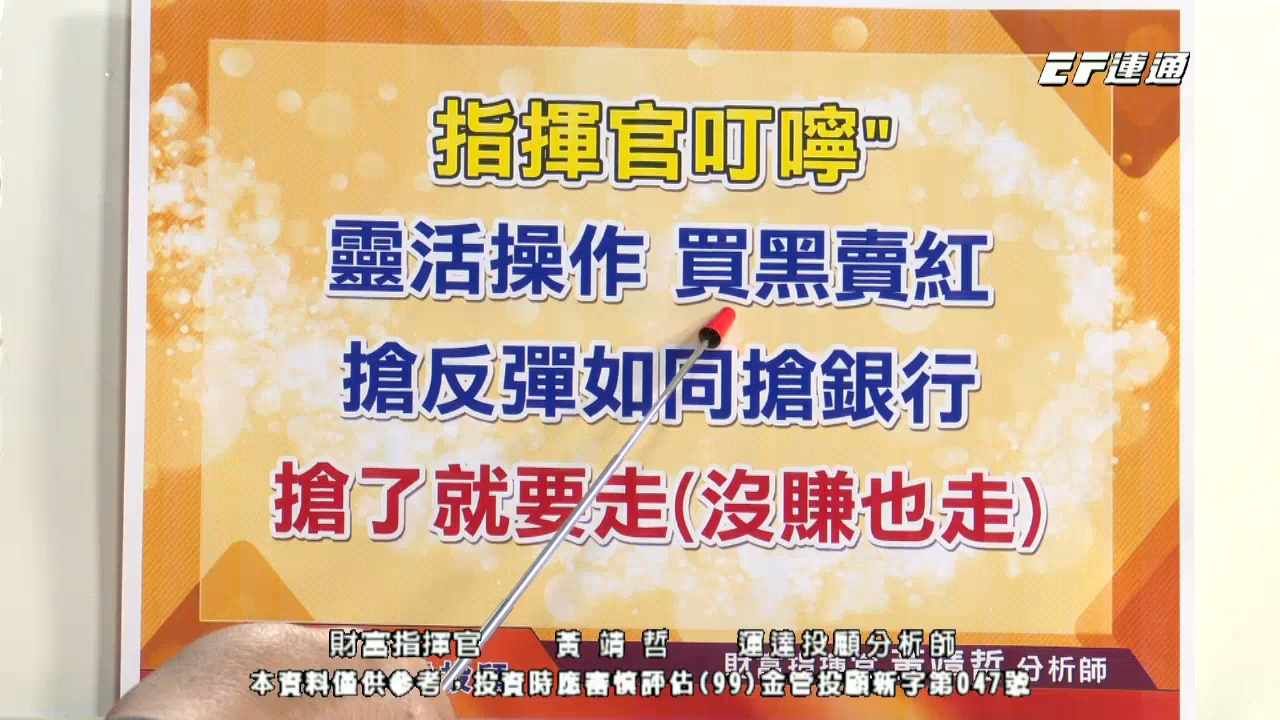 EF運通
指揮官叮嚀"
靈活操作 買黑賣紅
搶反彈如同搶銀行
搶了就要走(沒賺也走)
財富指揮官 黃靖哲 運達投顧分析師
投顧 財富指揮官 黃靖哲 分析師
本資料僅供參考，投資時應審慎評估(99)金管投顧新字第047號